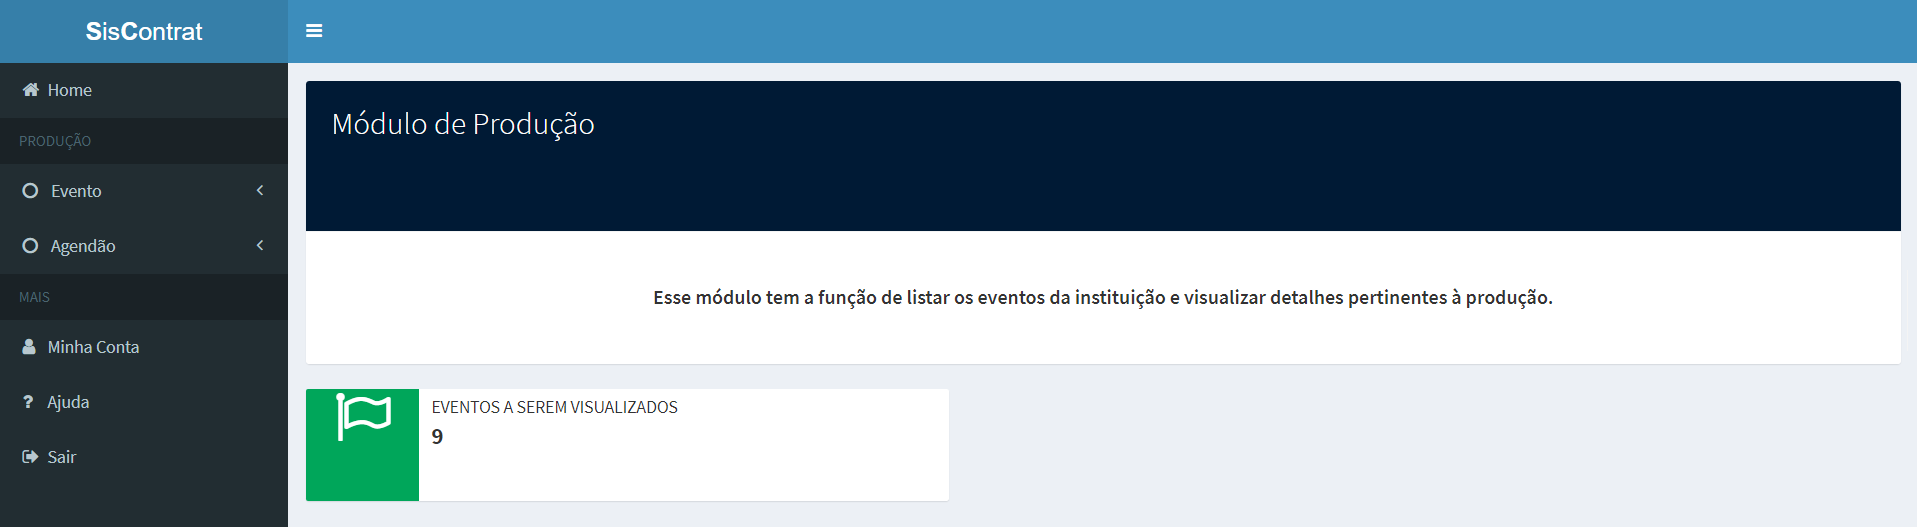 SisContrat
Home
PRODUÇÃO
Evento
Agendão
MAIS
Minha Conta
Ajuda
Sair
Módulo de Produção
Esse módulo tem a função de listar os eventos da instituição e visualizar detalhes pertinentes à produção.
EVENTOS A SEREM VISUALIZADOS
9